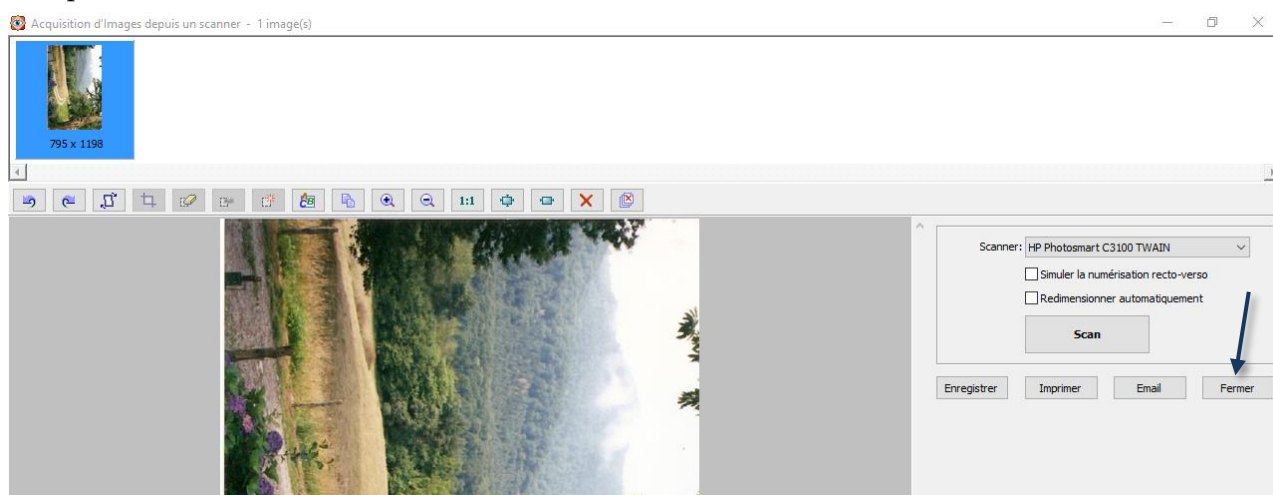 Acquisition d'Images depuis un scanner - 1 image(s)
795 x 1198
1:1
Scanner: HP Photosmart C3100 TWAIN
Simuler la numérisation recto-verso
Redimensionner automatiquement
Scan
Enregistrer Imprimer Email Fermer